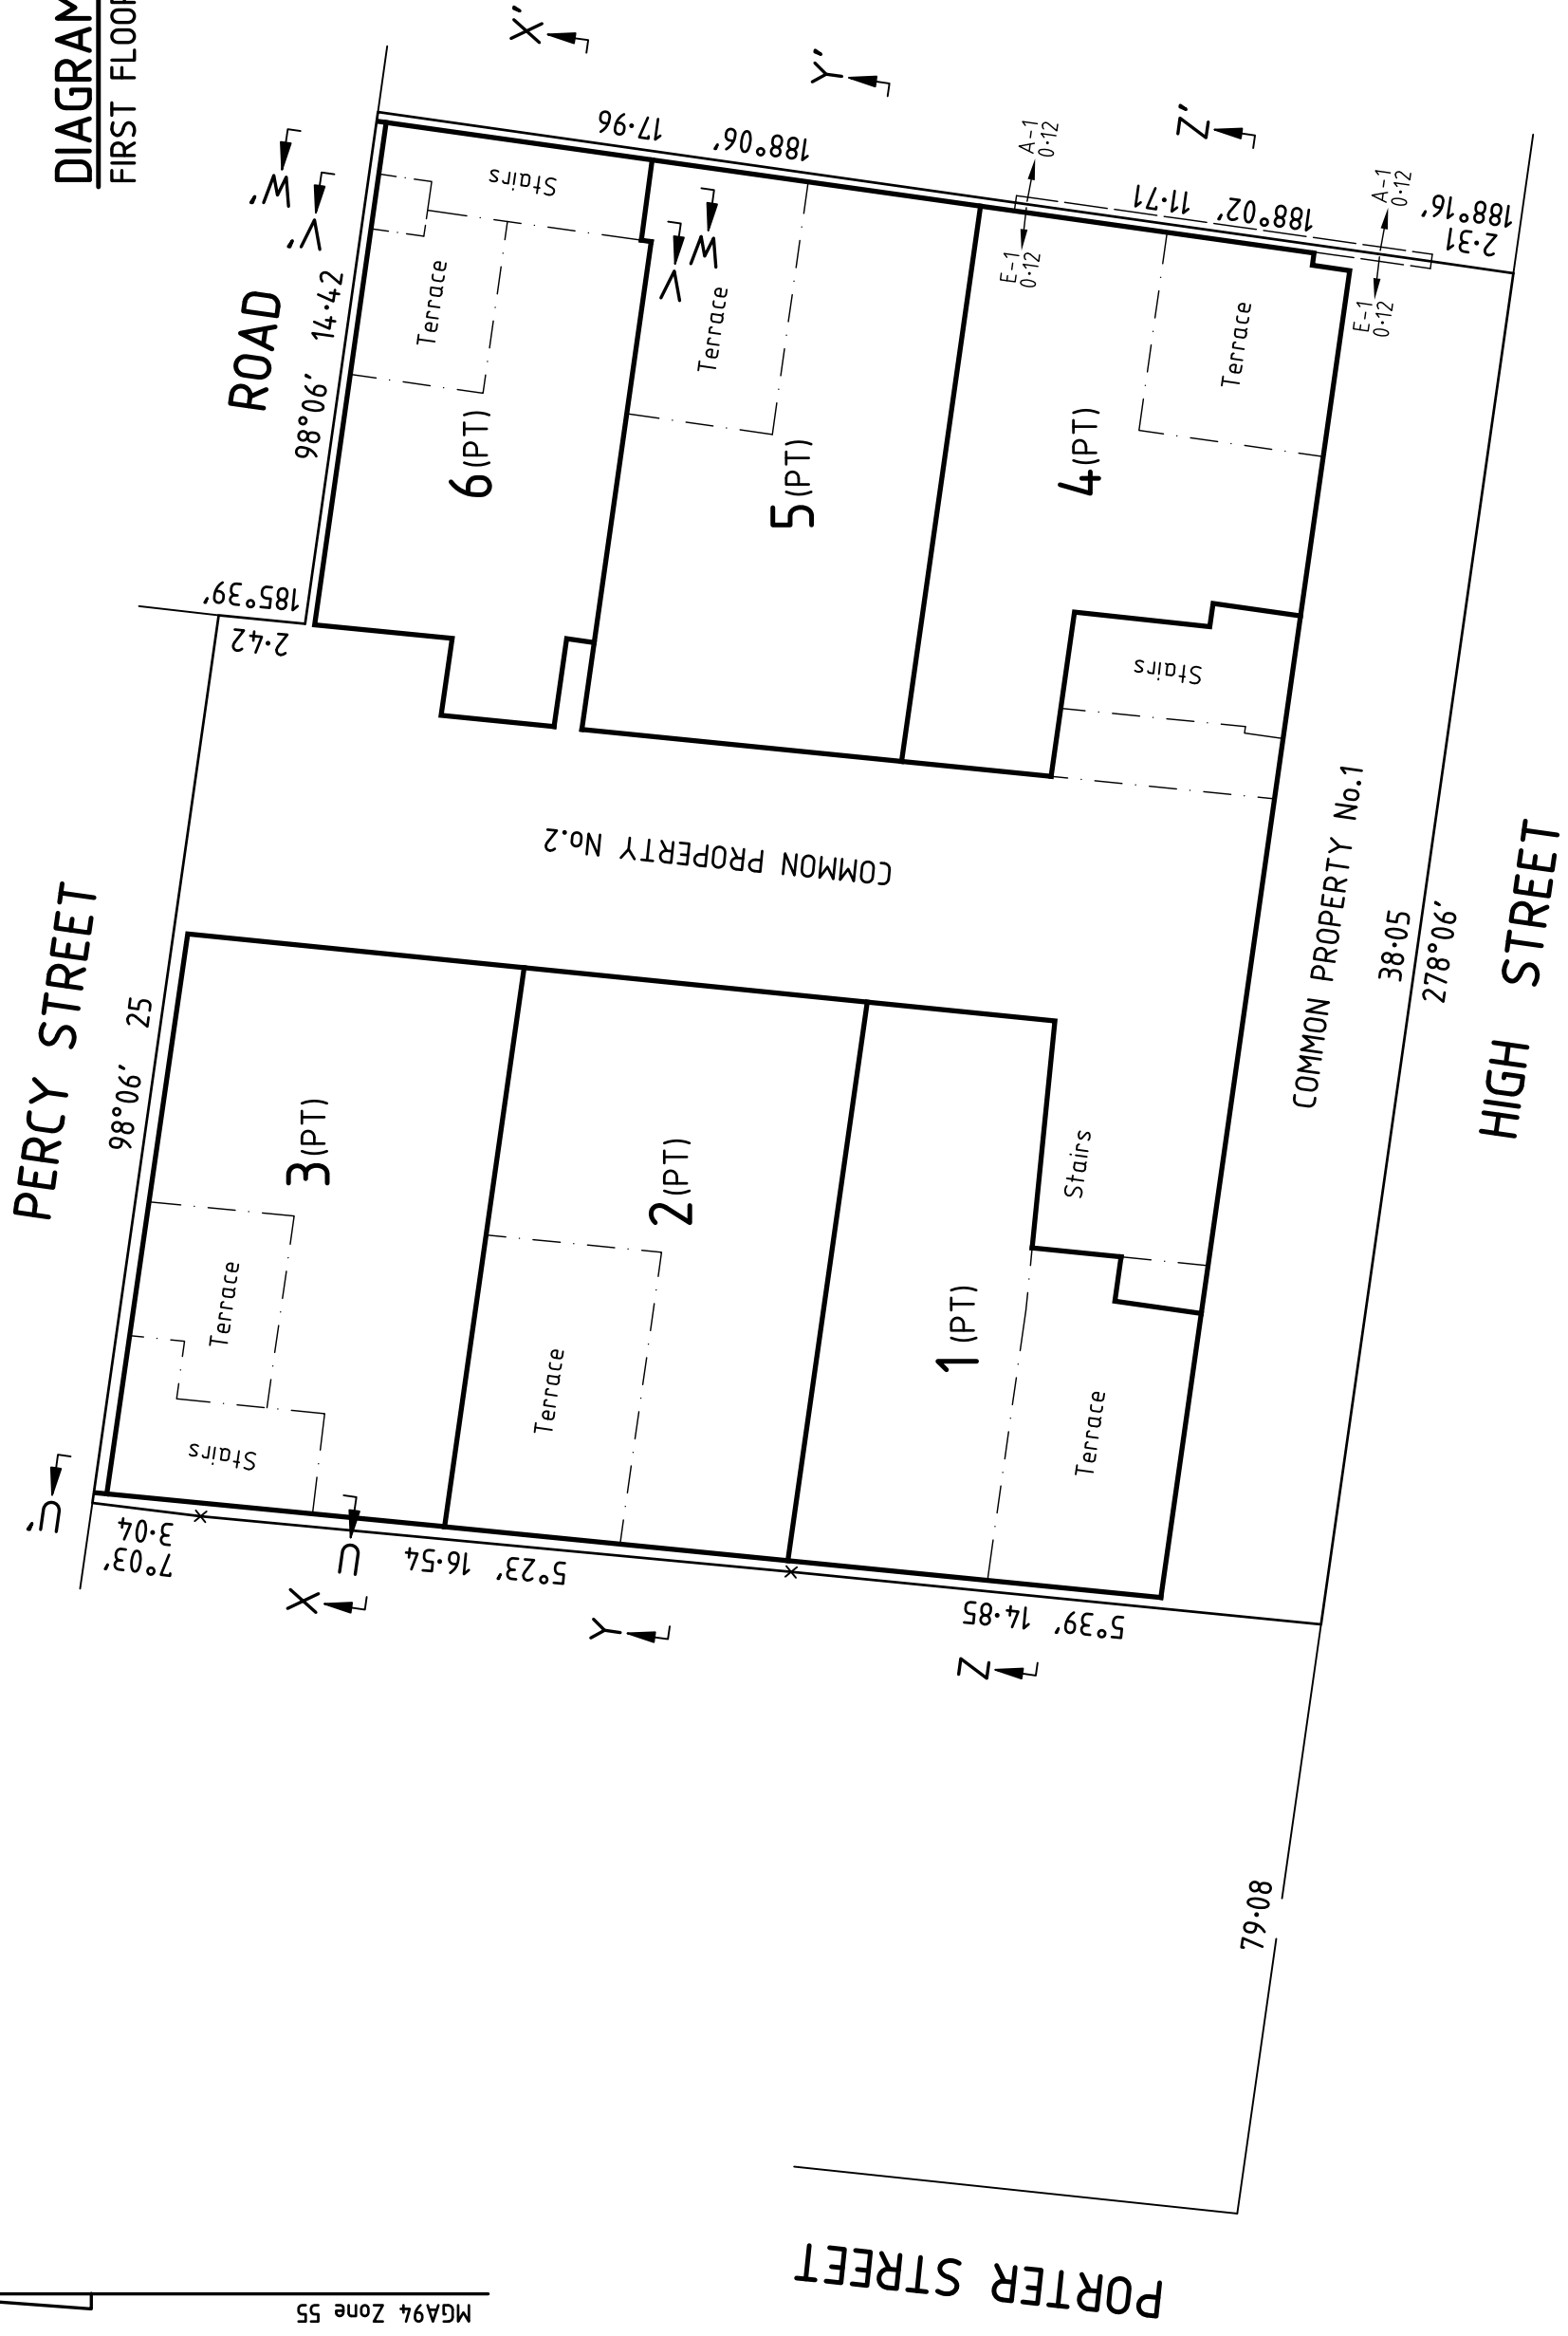 DIAGRAM
FIRST FLOOR
MGA94 Zone 55
PERCY STREET
98°06′ 25
ROAD
98°06′ 14·42
185°39′
2·42
U′
U
W′
V′
W
V
X′
Y′
Z′
X
Y
Z
7°03′
3·04
5°23′ 16·54
5°39′ 14·85
17·96
188°06′
11·71
188°02′
188°16′
2·31
A-1
0·12
E-1
0·12
A-1
0·12
E-1
0·12
3(PT)
Terrace
Stairs
2(PT)
Terrace
1(PT)
Terrace
Stairs
6(PT)
Terrace
Stairs
5(PT)
Terrace
4(PT)
Terrace
Stairs
COMMON PROPERTY No.2
COMMON PROPERTY No.1
38·05
278°06′
HIGH STREET
79·08
PORTER STREET